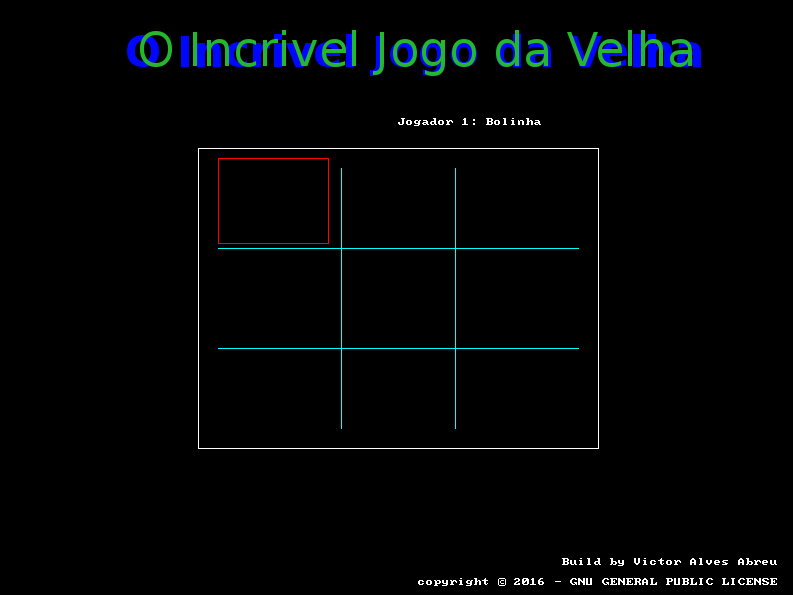 O Incrivel Jogo da Velha
Jogador 1: Bolinha
Build by Victor Alves Abreu
copyright © 2016 - GNU GENERAL PUBLIC LICENSE